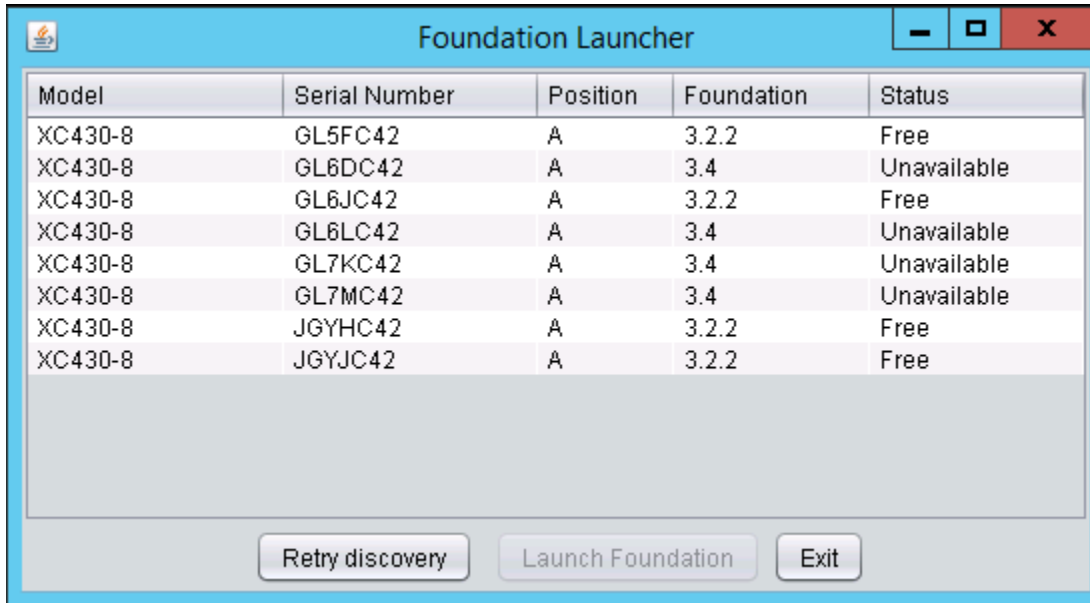 Foundation Launcher
Model Serial Number Position Foundation Status
XC430-8 GL5FC42 A 3.2.2 Free
XC430-8 GL6DC42 A 3.4 Unavailable
XC430-8 GL6JC42 A 3.2.2 Free
XC430-8 GL6LC42 A 3.4 Unavailable
XC430-8 GL7KC42 A 3.4 Unavailable
XC430-8 GL7MC42 A 3.4 Unavailable
XC430-8 JGYHC42 A 3.2.2 Free
XC430-8 JGYJC42 A 3.2.2 Free
Retry discovery Launch Foundation Exit